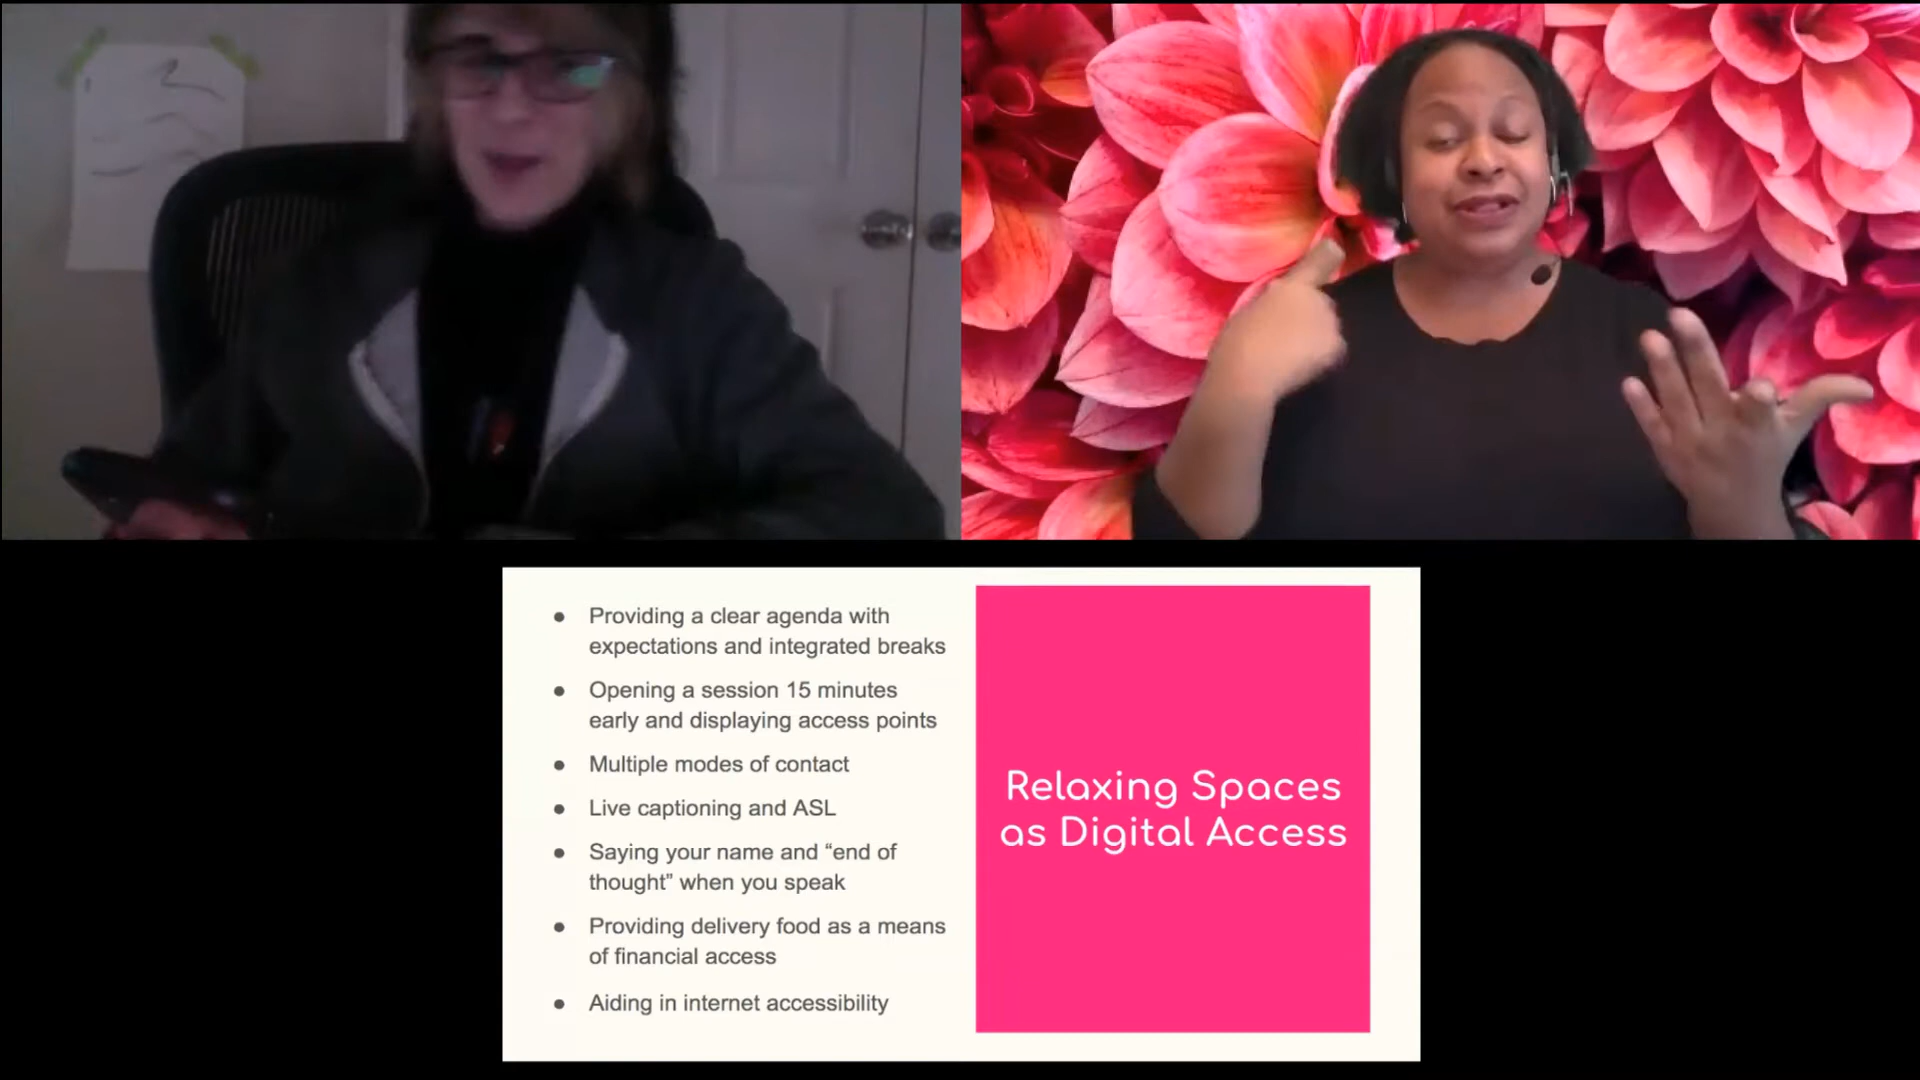 ● Providing a clear agenda with
expectations and integrated breaks
● Opening a session 15 minutes
early and displaying access points
● Multiple modes of contact
● Live captioning and ASL
● Saying your name and “end of
thought” when you speak
● Providing delivery food as a means
of financial access
● Aiding in internet accessibility
Relaxing Spaces
as Digital Access